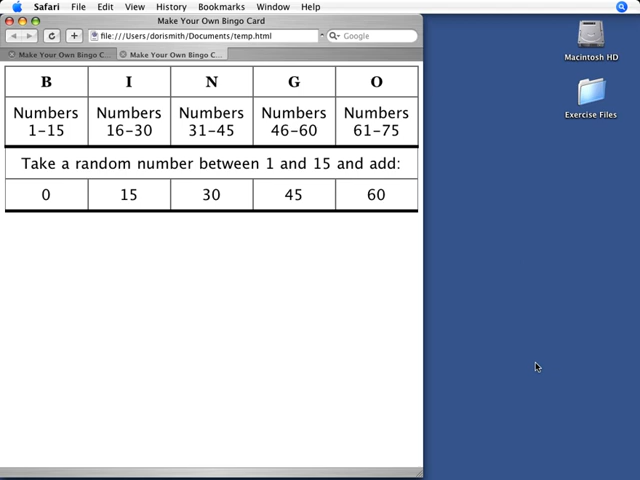 Safari File Edit View History Bookmarks Window Help
Make Your Own Bingo Card
file:///Users/dorismith/Documents/temp.html Google
Make Your Own Bingo C... Make Your Own Bingo C...
B I N G O
Numbers Numbers Numbers Numbers Numbers
1-15 16-30 31-45 46-60 61-75
Take a random number between 1 and 15 and add:
0 15 30 45 60
Macintosh HD
Exercise Files